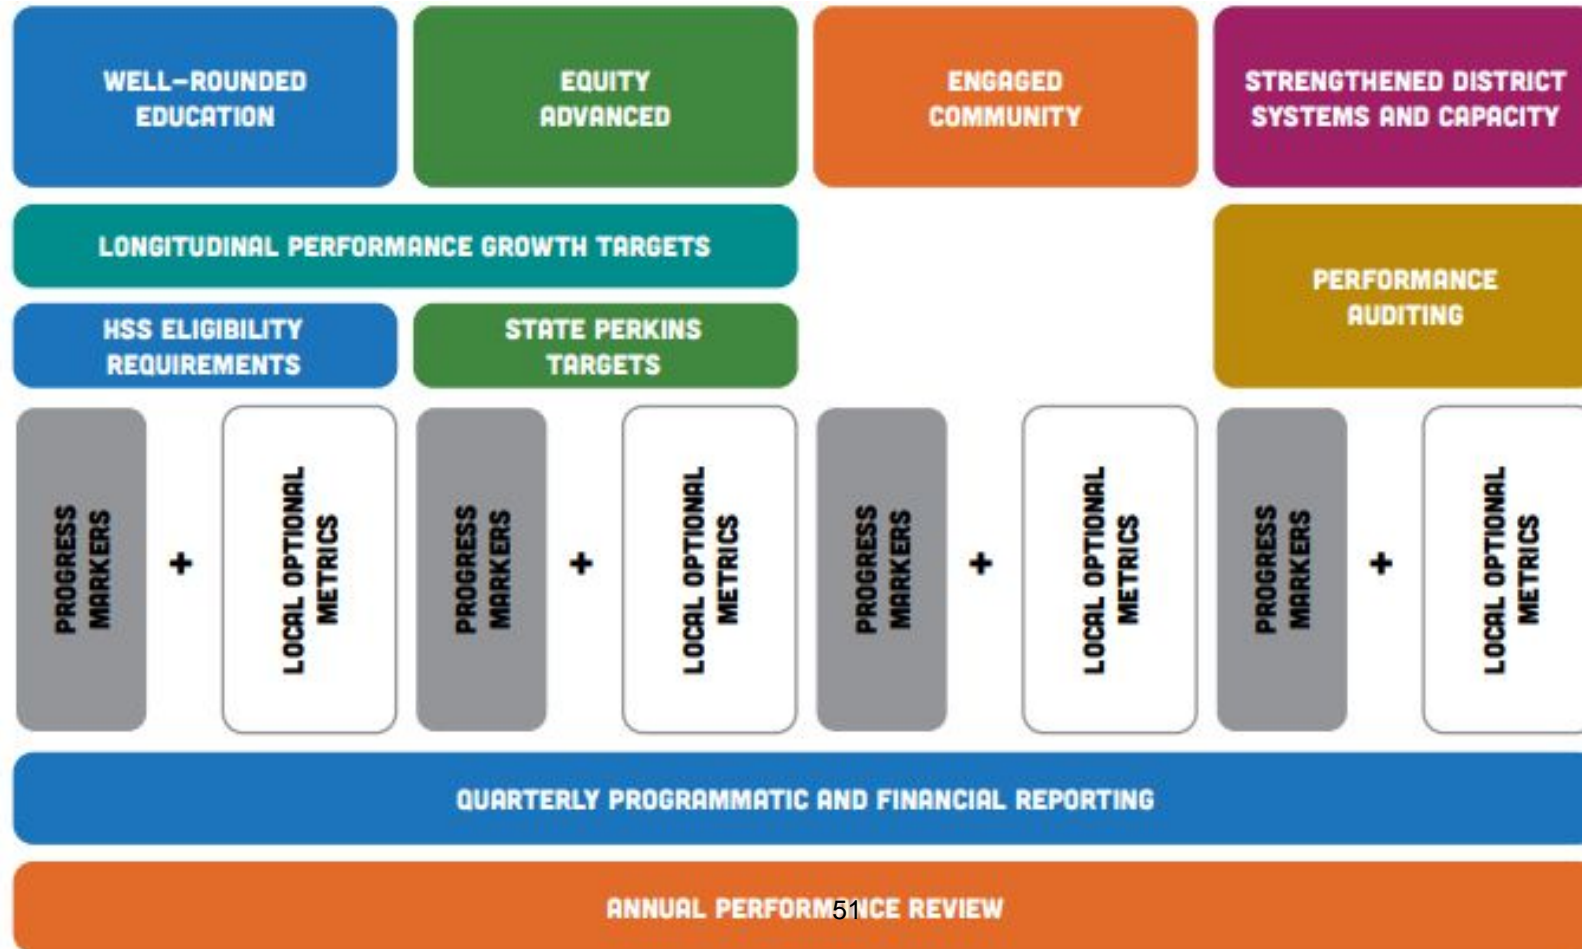 WELL-ROUNDED
EDUCATION
EQUITY
ADVANCED
ENGAGED
COMMUNITY
STRENGTHENED DISTRICT
SYSTEMS AND CAPACITY
LONGITUDINAL PERFORMANCE GROWTH TARGETS
PERFORMANCE
AUDITING
HSS ELIGIBILITY
REQUIREMENTS
STATE PERKINS
TARGETS
PROGRESS
MARKERS
+
LOCAL OPTIONAL
METRICS
PROGRESS
MARKERS
+
LOCAL OPTIONAL
METRICS
PROGRESS
MARKERS
+
LOCAL OPTIONAL
METRICS
PROGRESS
MARKERS
+
LOCAL OPTIONAL
METRICS
QUARTERLY PROGRAMMATIC AND FINANCIAL REPORTING
ANNUAL PERFORMANCE REVIEW
51